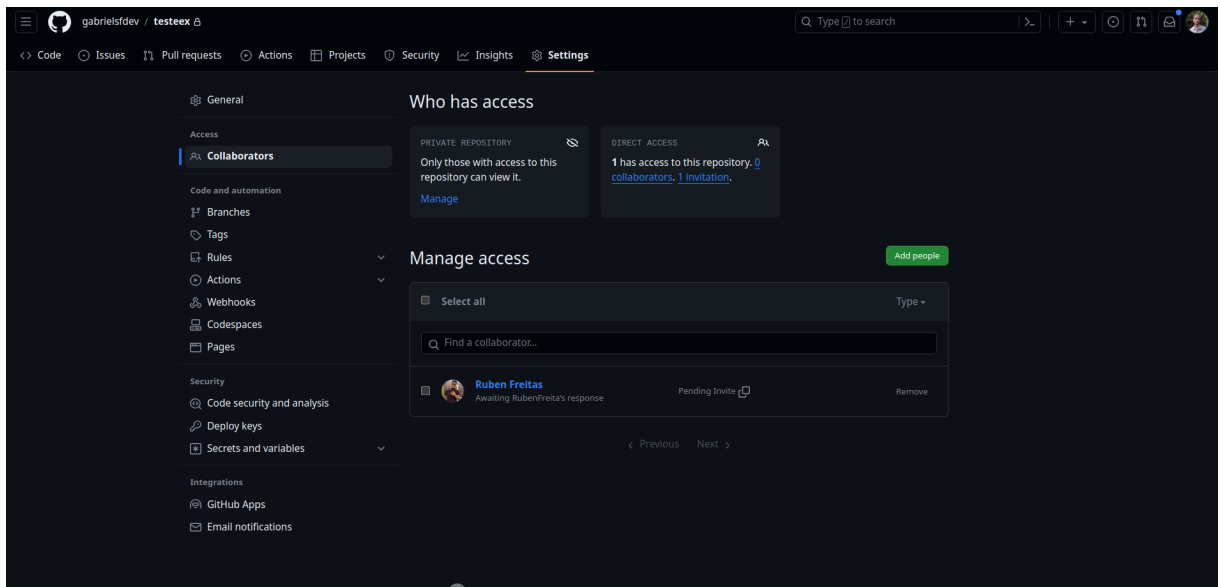 gabrielsfdev / testeex
Type / to search
Code
Issues
Pull requests
Actions
Projects
Security
Insights
Settings
General
Access
Collaborators
Code and automation
Branches
Tags
Rules
Actions
Webhooks
Codespaces
Pages
Security
Code security and analysis
Deploy keys
Secrets and variables
Integrations
GitHub Apps
Email notifications
Who has access
PRIVATE REPOSITORY
Only those with access to this
repository can view it.
Manage
DIRECT ACCESS
1 has access to this repository. 0
collaborators. 1 invitation.
Manage access
Add people
Select all
Type
Find a collaborator...
Ruben Freitas
Awaiting RubenFreita's response
Pending Invite
Remove
Previous
Next